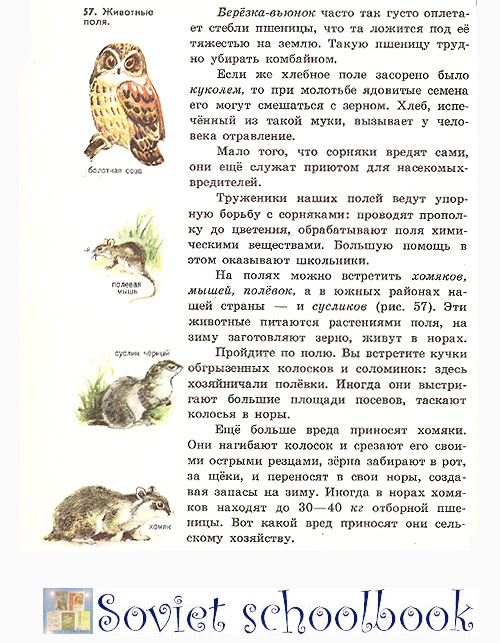 57. Животные
поля.
болотная сова
полевая
мышь
суслик черный
хомяк
Берёзка-вьюнок часто так густо оплета-
ет стебли пшеницы, что та ложится под её
тяжестью на землю. Такую пшеницу труд-
но убирать комбайном.
Если же хлебное поле засорено было
куколем, то при молотьбе ядовитые семена
его могут смешаться с зерном. Хлеб, испе-
чённый из такой муки, вызывает у чело-
века отравление.
Мало того, что сорняки вредят сами,
они ещё служат приютом для насекомых-
вредителей.
Труженики наших полей ведут упор-
ную борьбу с сорняками: проводят прополку
ку до цветения, обрабатывают поля хими-
ческими веществами. Большую помощь в
этом оказывают школьники.
На полях можно встретить хомяков,
мышей, полёвок, а в южных районах на-
шей страны — и сусликов (рис. 57). Эти
животные питаются растениями поля, на
зиму заготовляют зерно, живут в норах.
Пройдите по полю. Вы встретите кучки
обгрызенных колосков и соломинок: здесь
хозяйничали полёвки. Иногда они выстри-
гают большие площади посевов, таскают
колосья в норы.
Ещё больше вреда приносят хомяки.
Они нагибают колосок и срезают его свои-
ми острыми резцами, зёрна забирают в рот,
за щёки, и переносят в свои норы, созда-
вая запасы на зиму. Иногда в норах хомя-
ков находят до 30—40 кг отборной пше-
ницы. Вот какой вред приносят они сель-
скому хозяйству.
Soviet schoolbook